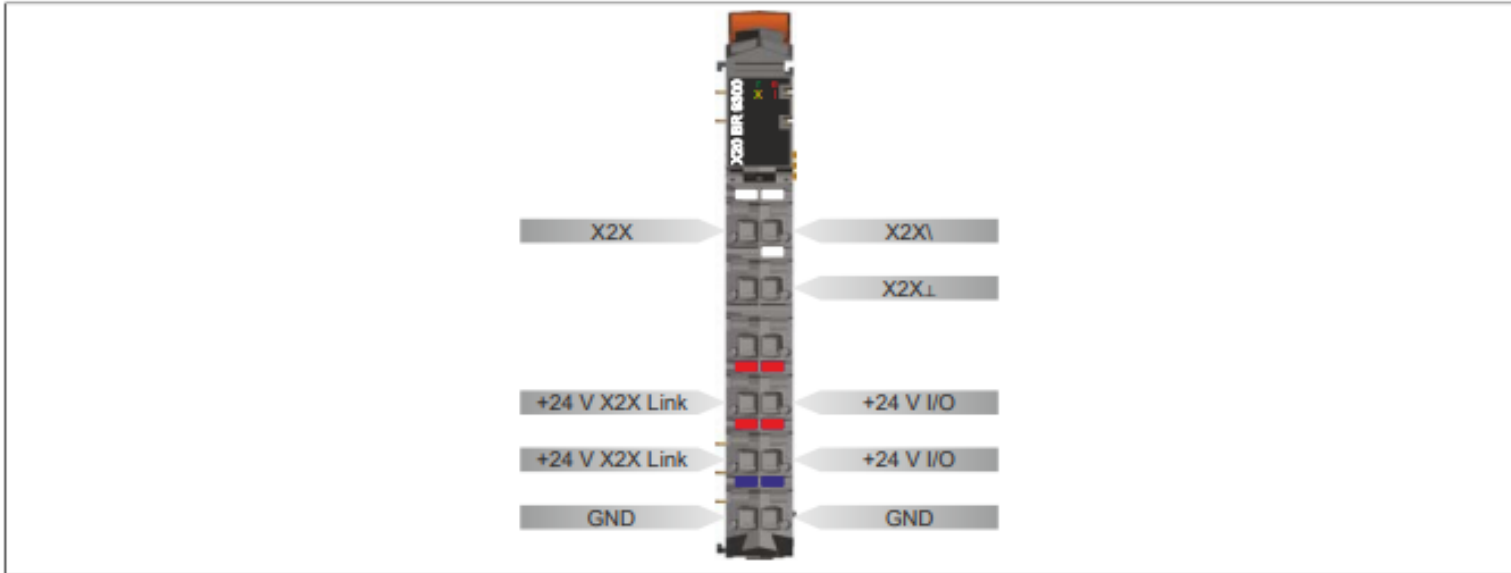 X20 BR 9300
r e
X I
X2X X2X\
X2X⊥
+24 V X2X Link +24 V I/O
+24 V X2X Link +24 V I/O
GND GND